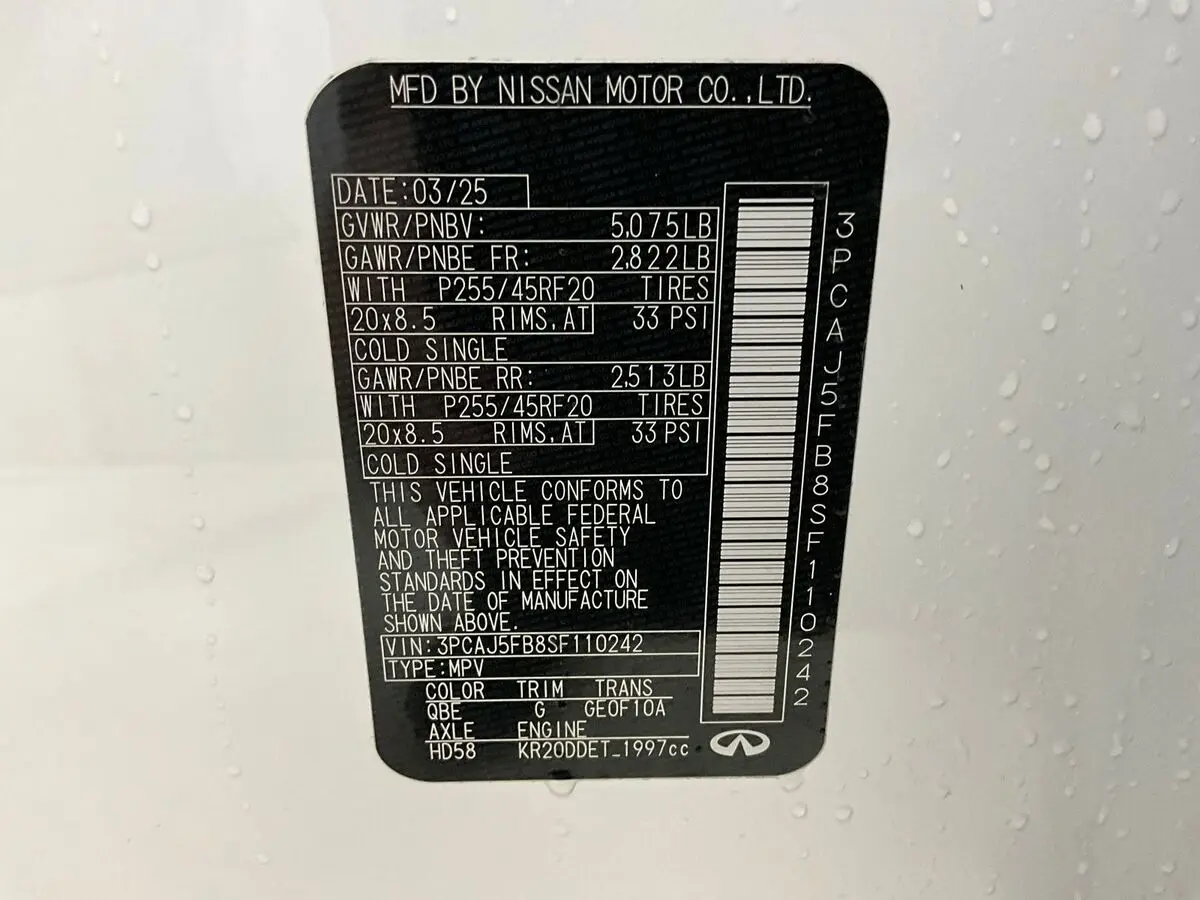 MFD BY NISSAN MOTOR CO.,LTD.
DATE:03/25
GVWR/PNBV: 5,075LB
GAWR/PNBE FR: 2,822LB
WITH P255/45RF20 TIRES
20x8.5 RIMS,AT 33 PSI
COLD SINGLE
GAWR/PNBE RR: 2,513LB
WITH P255/45RF20 TIRES
20x8.5 RIMS,AT 33 PSI
COLD SINGLE
THIS VEHICLE CONFORMS TO
ALL APPLICABLE FEDERAL
MOTOR VEHICLE SAFETY
AND THEFT PREVENTION
STANDARDS IN EFFECT ON
THE DATE OF MANUFACTURE
SHOWN ABOVE.
VIN:3PCAJ5FB8SF110242
TYPE:MPV
COLOR TRIM TRANS
QBE G GE0F10A
AXLE ENGINE
HD58 KR20DDET_1997cc
3PCAJ5FB8SF110242